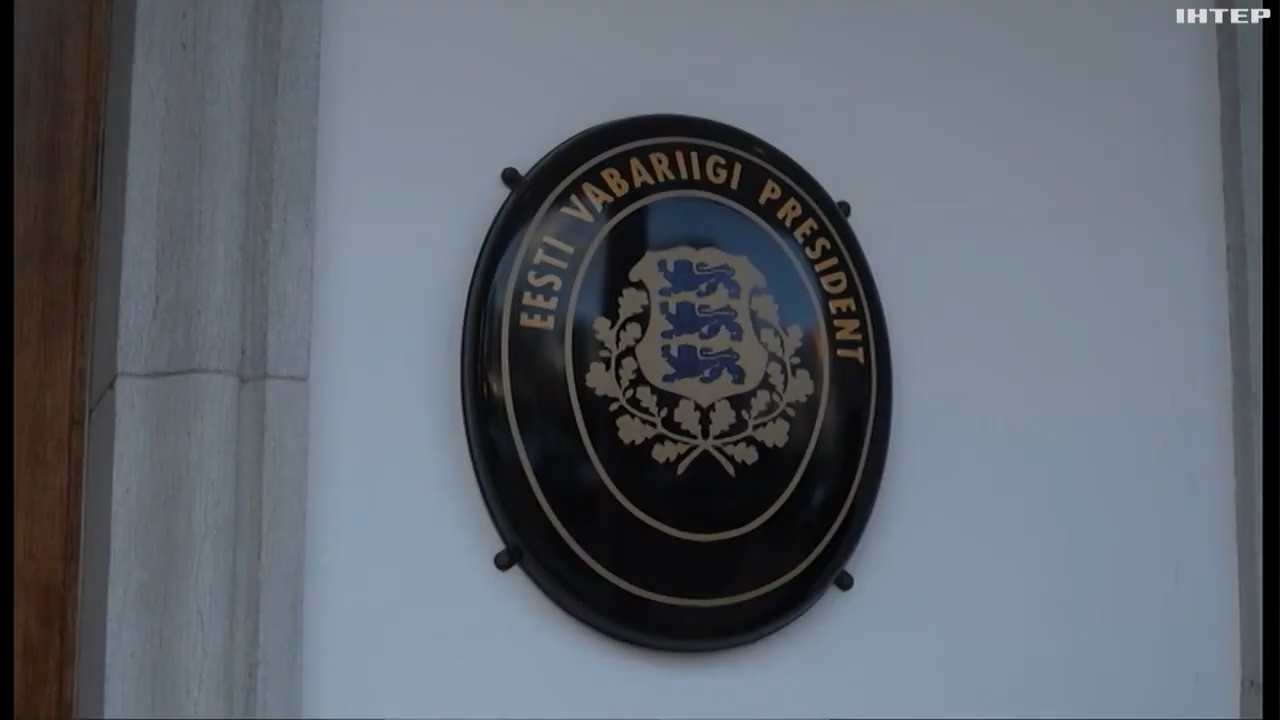 ІНТЕР
EESTI VABARIIGI PRESIDENT